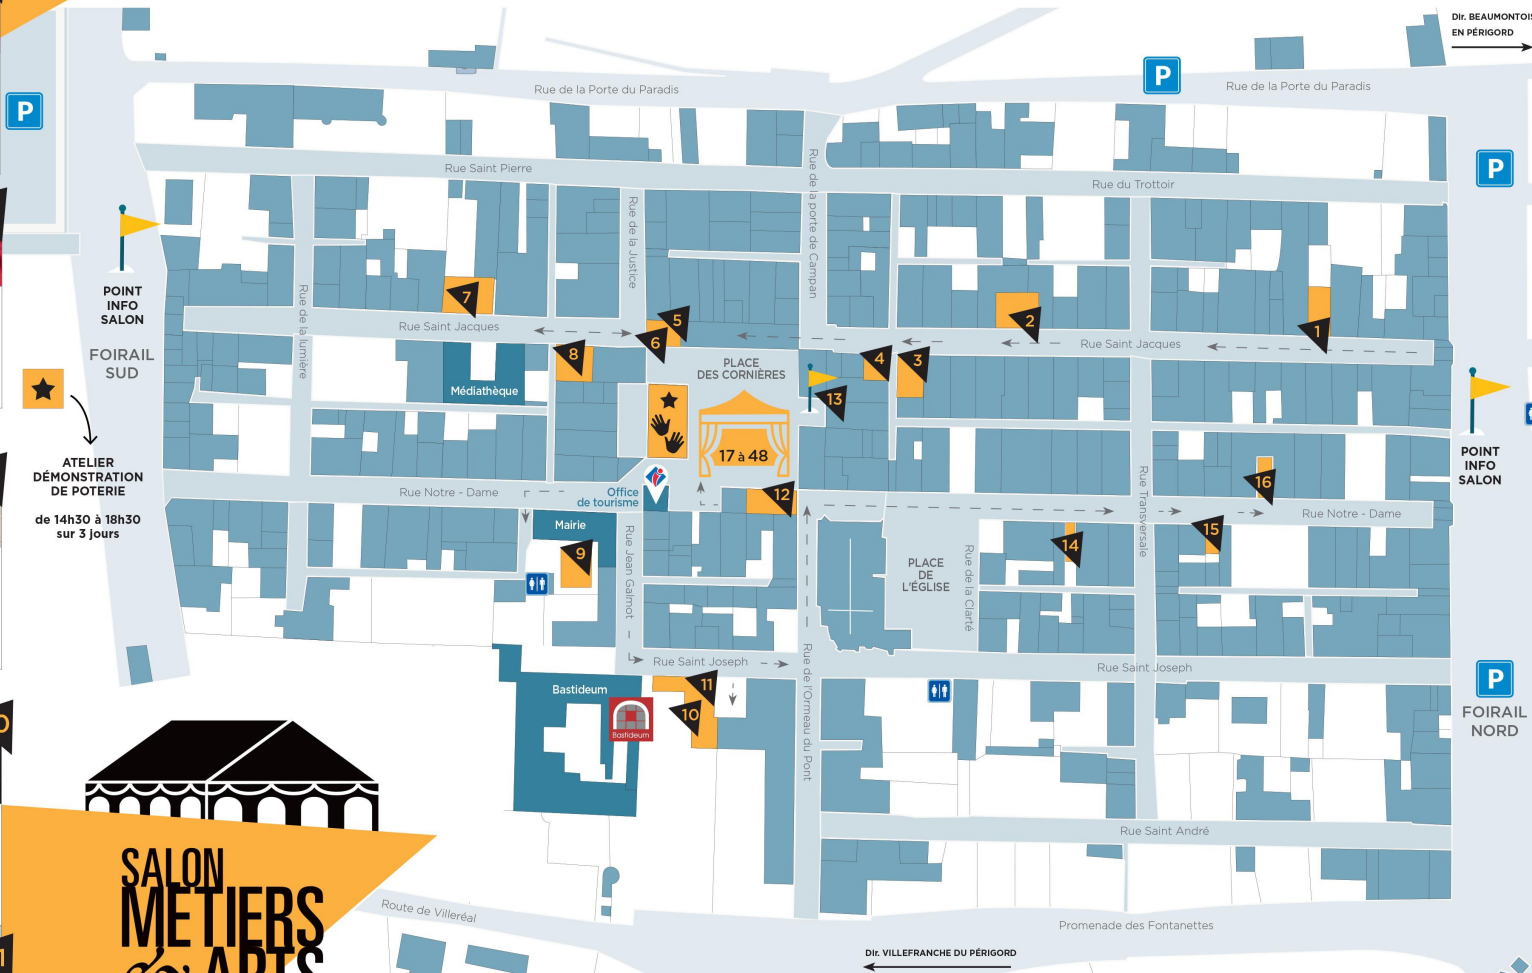 Dir. BEAUMONTOIS
EN PÉRIGORD
P
P
Rue de la Porte du Paradis
Rue de la Porte du Paradis
P
Rue Saint Pierre
Rue du Trottoir
P
Rue de la Justice
Rue de la porte de Campan
POINT
INFO
SALON
FOIRAIL
SUD
Rue de la lumière
7
Rue Saint Jacques
5
6
8
2
1
Rue Saint Jacques
4
3
PLACE
DES CORNIÈRES
Médiathèque
13
17 à 48
ATELIER
DÉMONSTRATION
DE POTERIE
de 14h30 à 18h30
sur 3 jours
POINT
INFO
SALON
Rue Notre - Dame
Office
de tourisme
12
16
Rue Transversale
Rue Notre - Dame
Mairie
9
Rue Jean Galmot
14
15
PLACE
DE
L'ÉGLISE
Rue de la Clarté
Rue Saint Joseph
Rue Saint Joseph
Rue de l'Ormeau du Pont
Bastideum
Bastideum
11
10
P
FOIRAIL
NORD
Rue Saint André
SALON
MÉTIERS
& ARTS
Route de Villeréal
Promenade des Fontanettes
Dir. VILLEFRANCHE DU PÉRIGORD